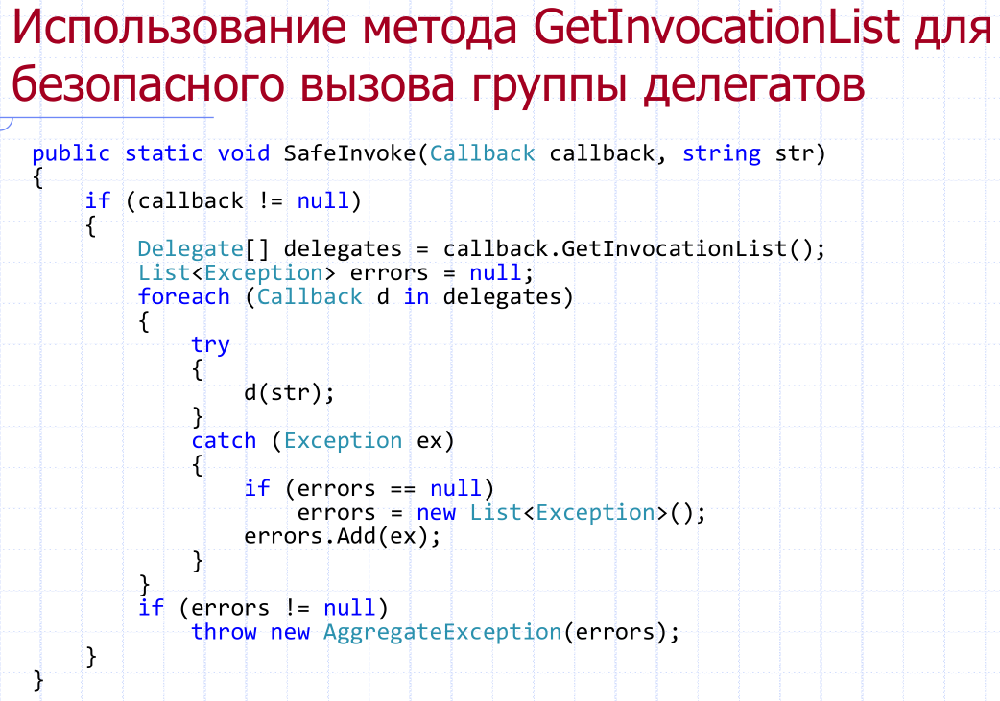 Использование метода GetInvocationList для
безопасного вызова группы делегатов
public static void SafeInvoke(Callback callback, string str)
{
    if (callback != null)
    {
        Delegate[] delegates = callback.GetInvocationList();
        List<Exception> errors = null;
        foreach (Callback d in delegates)
        {
            try
            {
                d(str);
            }
            catch (Exception ex)
            {
                if (errors == null)
                    errors = new List<Exception>();
                errors.Add(ex);
            }
        }
        if (errors != null)
            throw new AggregateException(errors);
    }
}